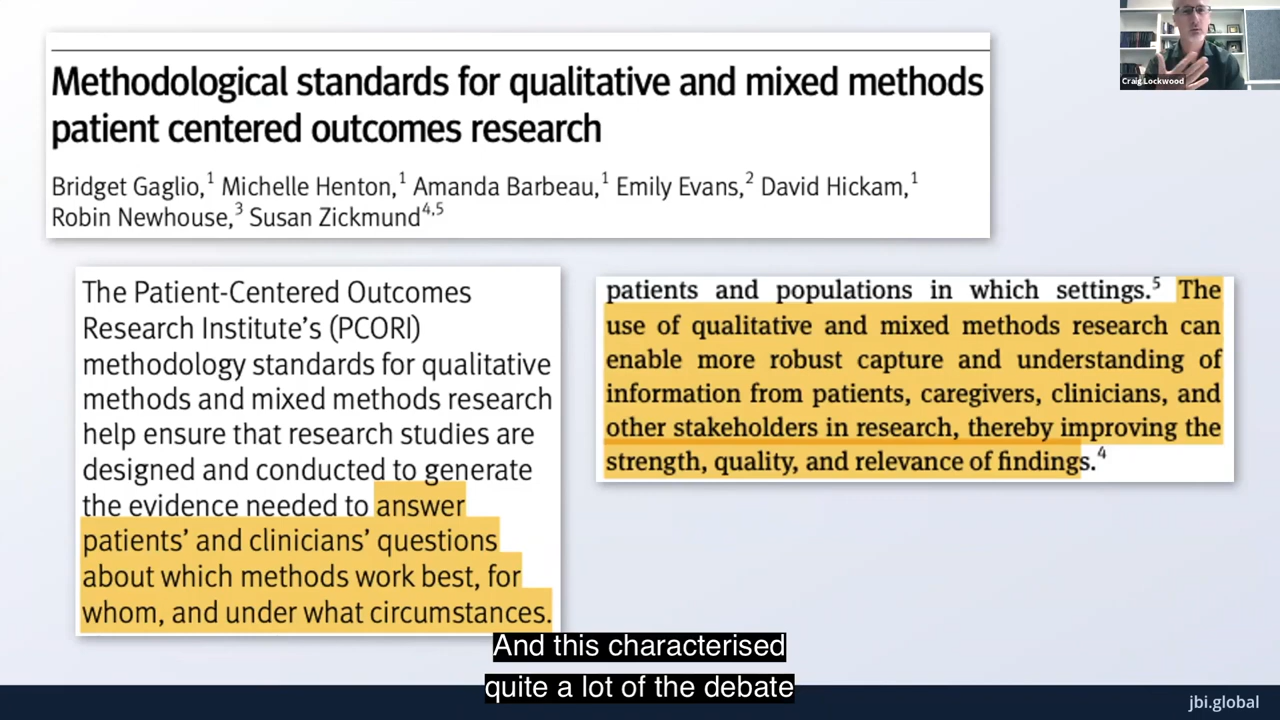 Methodological standards for qualitative and mixed methods
patient centered outcomes research
Bridget Gaglio,1 Michelle Henton,1 Amanda Barbeau,1 Emily Evans,2 David Hickam,1
Robin Newhouse,3 Susan Zickmund4,5
The Patient-Centered Outcomes
Research Institute’s (PCORI)
methodology standards for qualitative
methods and mixed methods research
help ensure that research studies are
designed and conducted to generate
the evidence needed to answer
patients’ and clinicians’ questions
about which methods work best, for
whom, and under what circumstances.
patients and populations in which settings.5 The
use of qualitative and mixed methods research can
enable more robust capture and understanding of
information from patients, caregivers, clinicians, and
other stakeholders in research, thereby improving the
strength, quality, and relevance of findings.4
Craig Lockwood
And this characterised
quite a lot of the debate
jbi.global